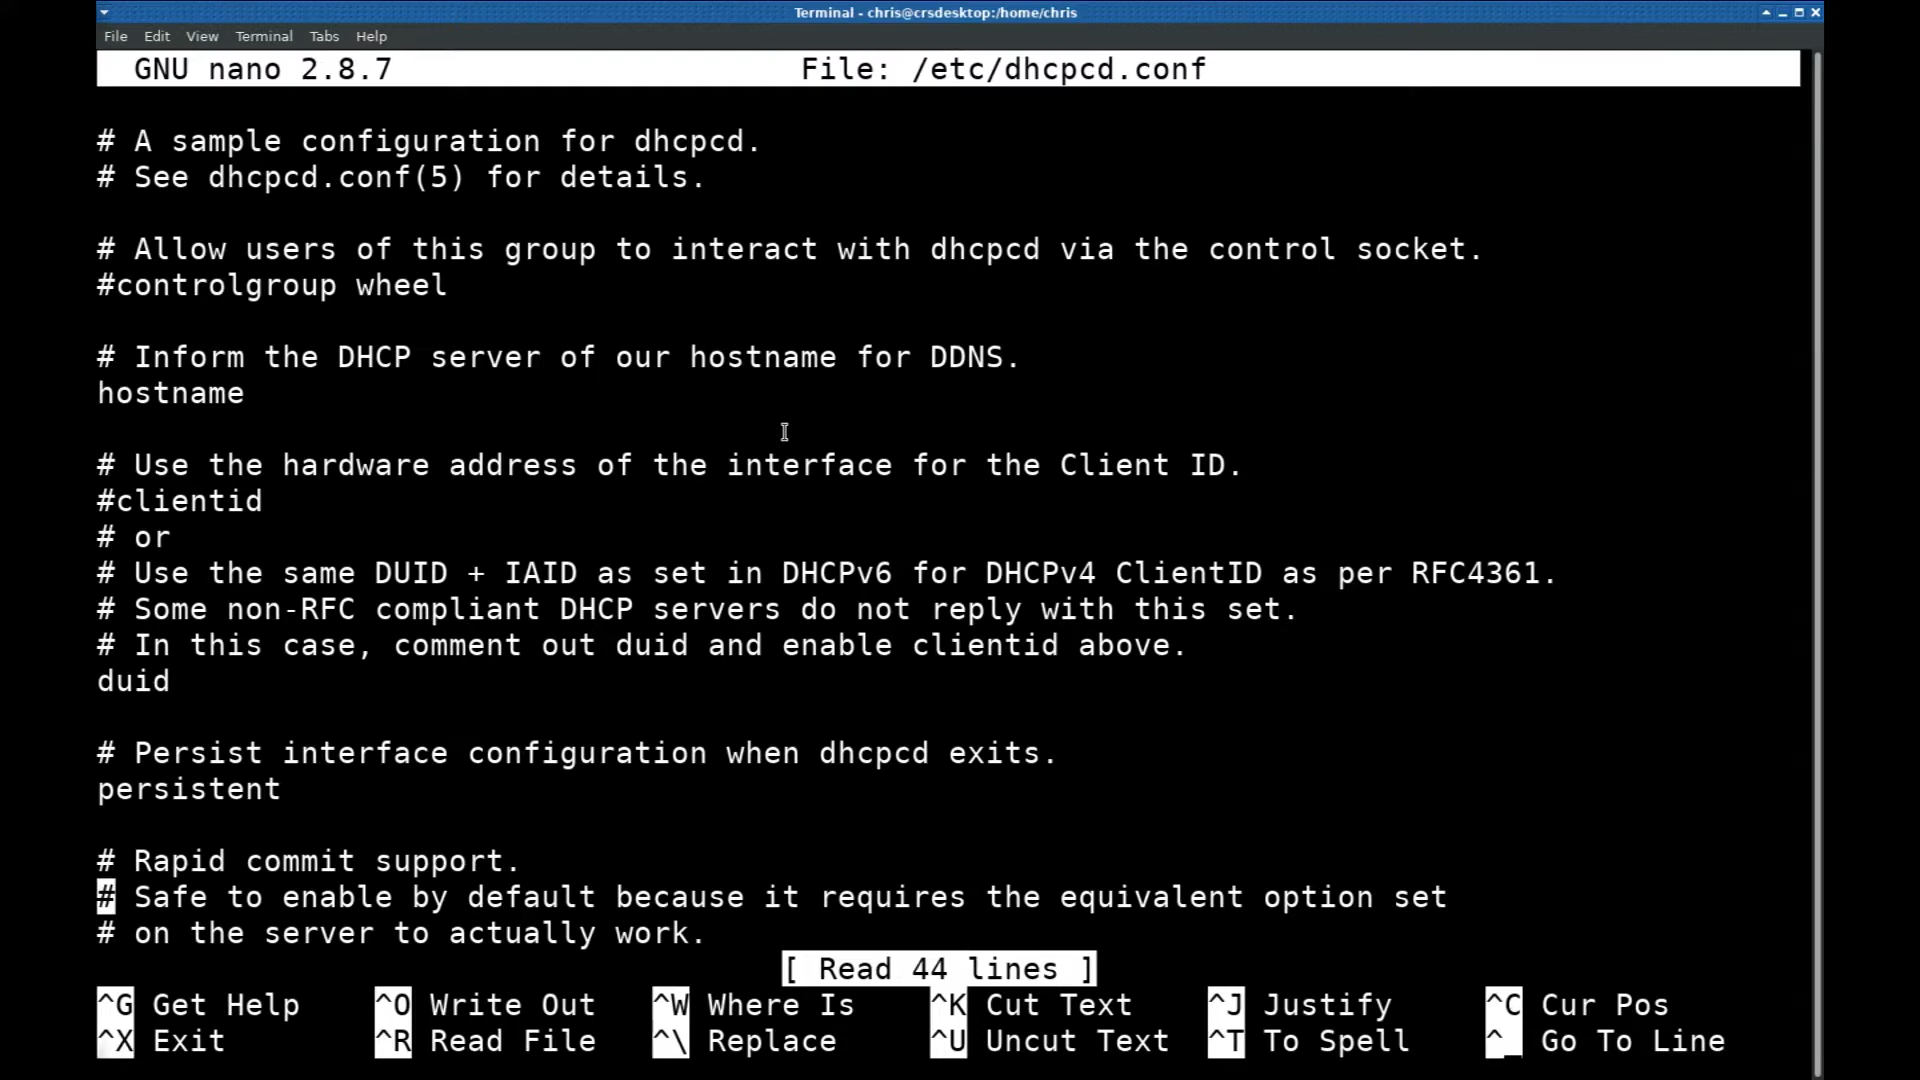 Terminal - chris@crsdesktop:/home/chris
File Edit View Terminal Tabs Help
GNU nano 2.8.7 File: /etc/dhcpcd.conf
# A sample configuration for dhcpcd.
# See dhcpcd.conf(5) for details.
# Allow users of this group to interact with dhcpcd via the control socket.
#controlgroup wheel
# Inform the DHCP server of our hostname for DDNS.
hostname
# Use the hardware address of the interface for the Client ID.
#clientid
# or
# Use the same DUID + IAID as set in DHCPv6 for DHCPv4 ClientID as per RFC4361.
# Some non-RFC compliant DHCP servers do not reply with this set.
# In this case, comment out duid and enable clientid above.
duid
# Persist interface configuration when dhcpcd exits.
persistent
# Rapid commit support.
# Safe to enable by default because it requires the equivalent option set
# on the server to actually work.
[ Read 44 lines ]
^G Get Help ^O Write Out ^W Where Is ^K Cut Text ^J Justify ^C Cur Pos
^X Exit ^R Read File ^\ Replace ^U Uncut Text ^T To Spell ^_ Go To Line